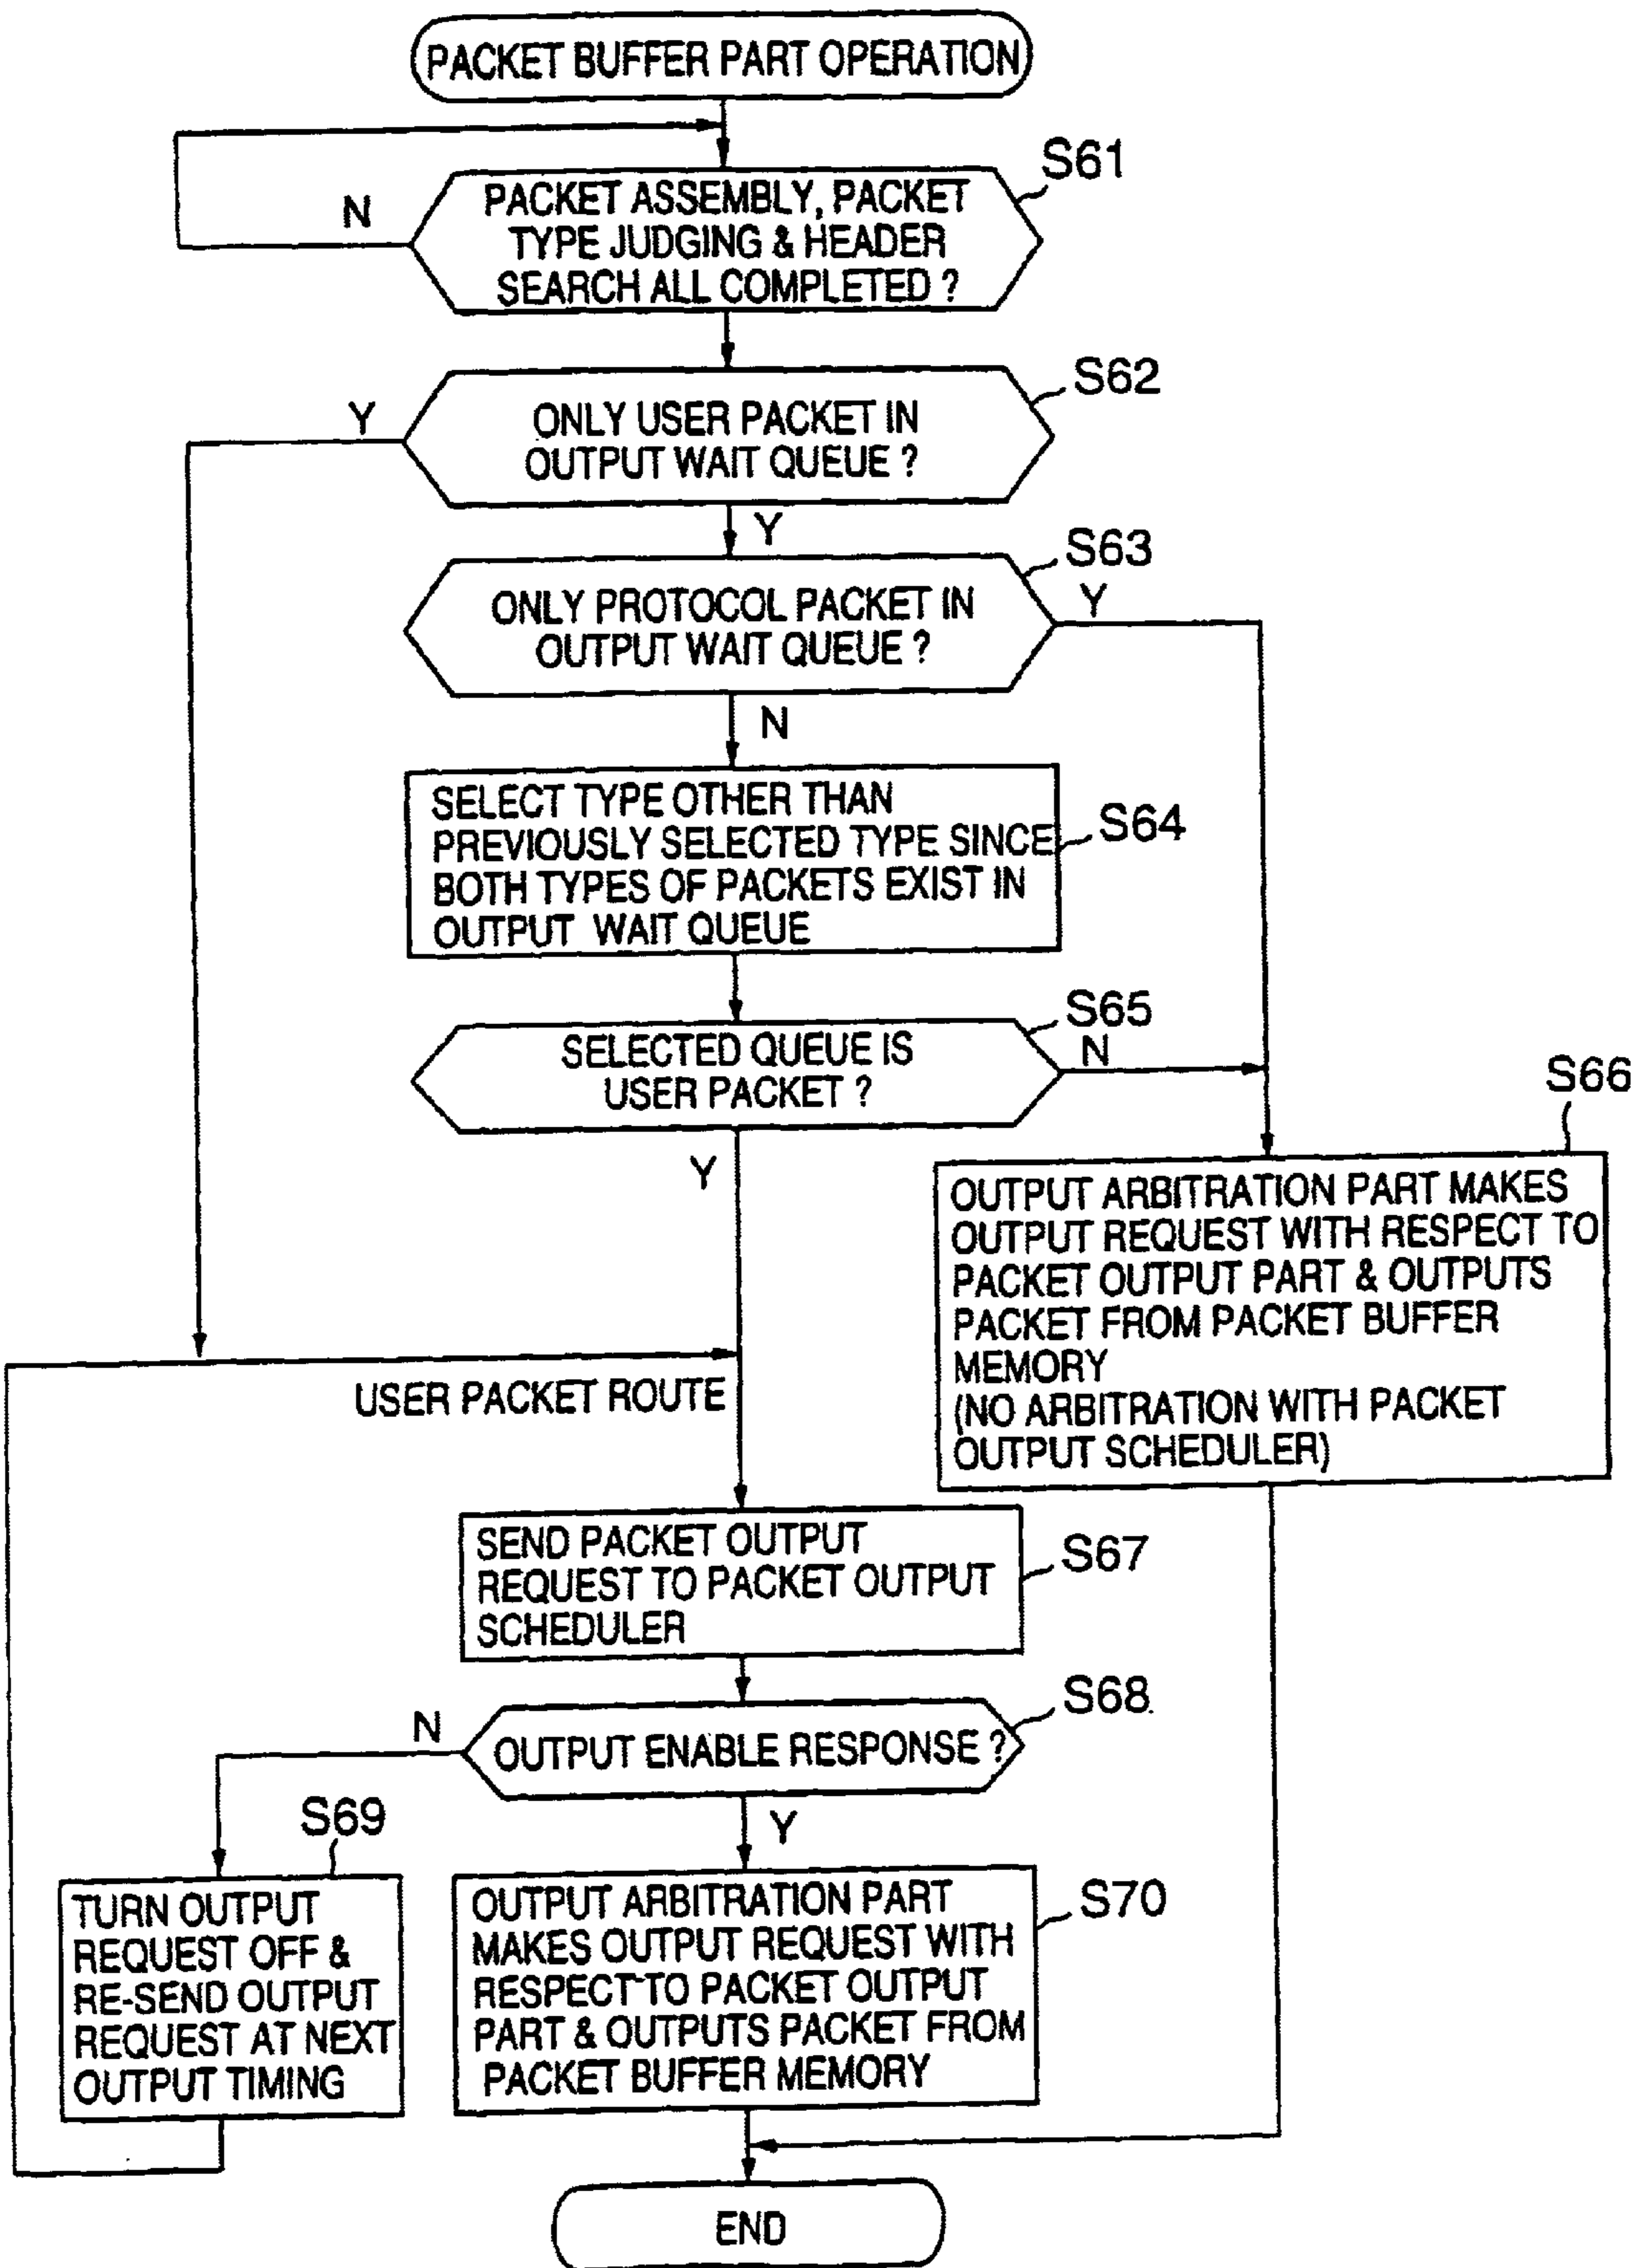 PACKET BUFFER PART OPERATION
S61
N
PACKET ASSEMBLY, PACKET
TYPE JUDGING & HEADER
SEARCH ALL COMPLETED ?
S62
Y
ONLY USER PACKET IN
OUTPUT WAIT QUEUE ?
Y
S63
ONLY PROTOCOL PACKET IN
OUTPUT WAIT QUEUE ?
Y
N
SELECT TYPE OTHER THAN
PREVIOUSLY SELECTED TYPE SINCE
BOTH TYPES OF PACKETS EXIST IN
OUTPUT WAIT QUEUE
S64
S65
SELECTED QUEUE IS
USER PACKET ?
N
Y
S66
OUTPUT ARBITRATION PART MAKES
OUTPUT REQUEST WITH RESPECT TO
PACKET OUTPUT PART & OUTPUTS
PACKET FROM PACKET BUFFER
MEMORY
(NO ARBITRATION WITH PACKET
OUTPUT SCHEDULER)
USER PACKET ROUTE
SEND PACKET OUTPUT
REQUEST TO PACKET OUTPUT
SCHEDULER
S67
S68
N
OUTPUT ENABLE RESPONSE ?
Y
S69
TURN OUTPUT
REQUEST OFF &
RE-SEND OUTPUT
REQUEST AT NEXT
OUTPUT TIMING
S70
OUTPUT ARBITRATION PART
MAKES OUTPUT REQUEST WITH
RESPECT TO PACKET OUTPUT
PART & OUTPUTS PACKET FROM
PACKET BUFFER MEMORY
END